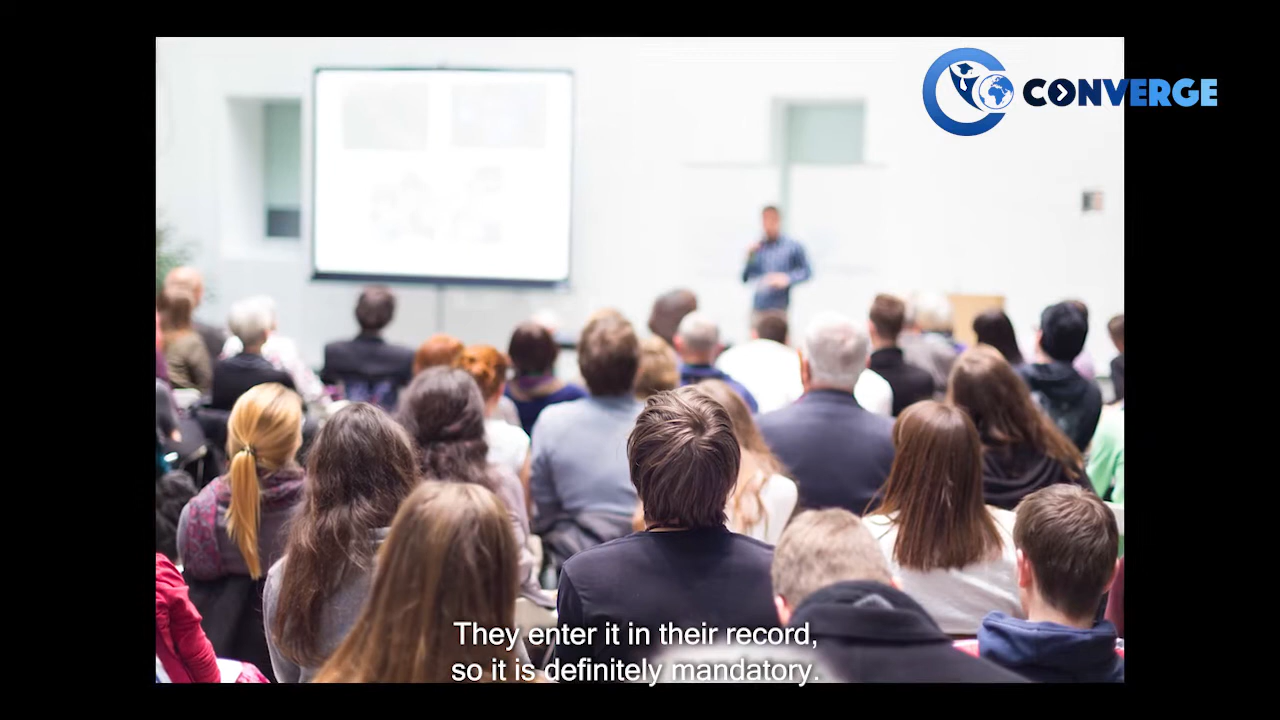 CONVERGE
They enter it in their record,
so it is definitely mandatory.